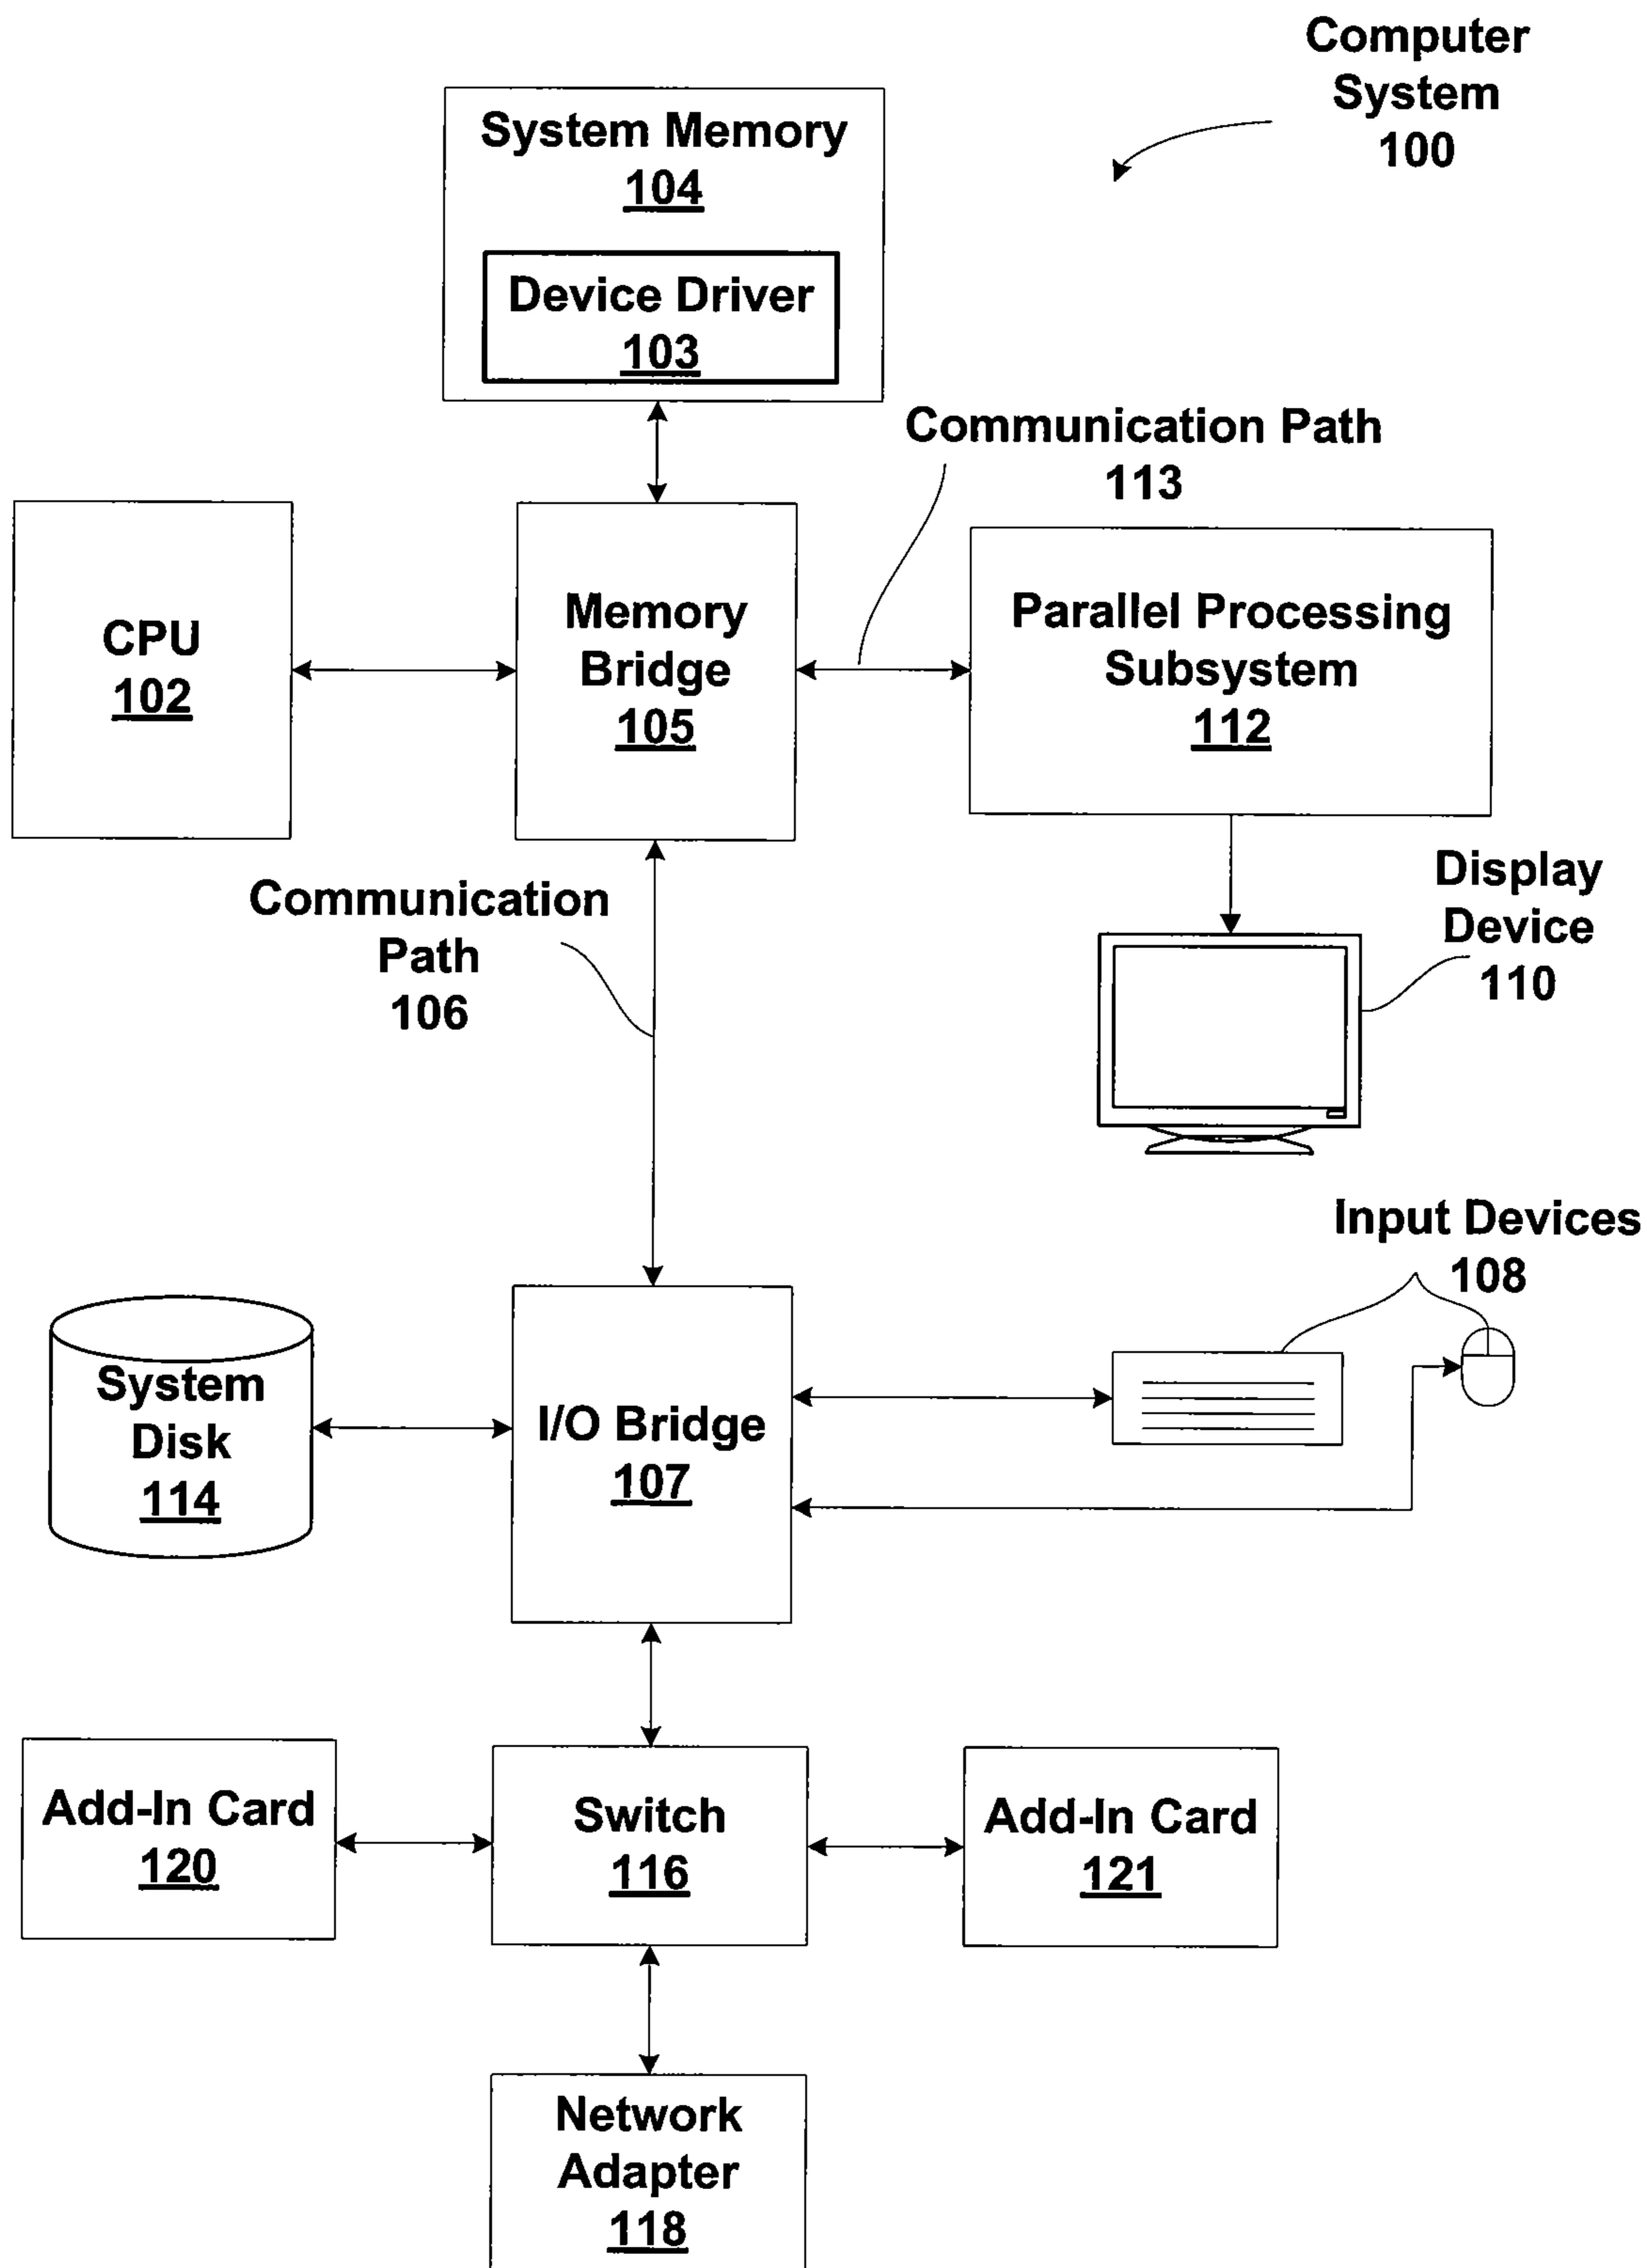 Computer
System
100
System Memory
104
Device Driver
103
Communication Path
113
CPU
102
Memory
Bridge
105
Parallel Processing
Subsystem
112
Communication
Path
106
Display
Device
110
Input Devices
108
System
Disk
114
I/O Bridge
107
Add-In Card
120
Switch
116
Add-In Card
121
Network
Adapter
118